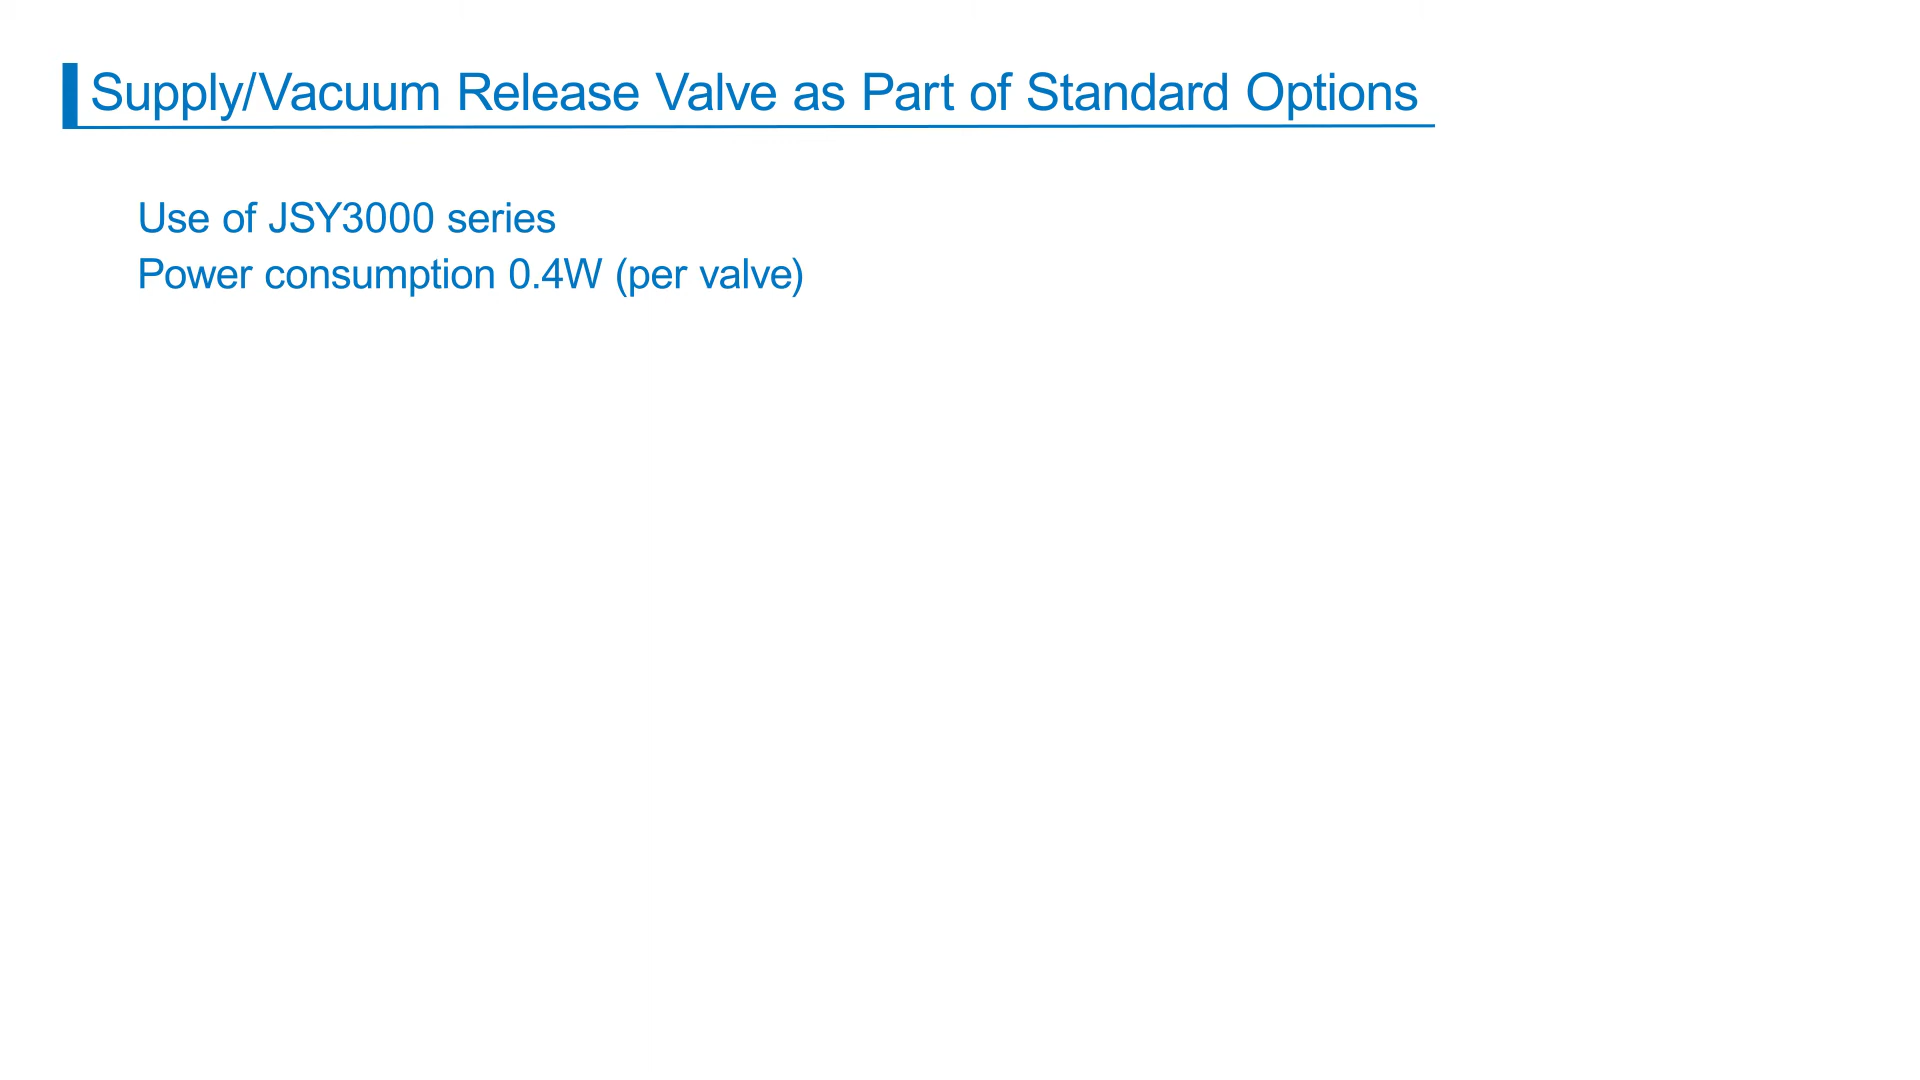 Supply/Vacuum Release Valve as Part of Standard Options
Use of JSY3000 series
Power consumption 0.4W (per valve)